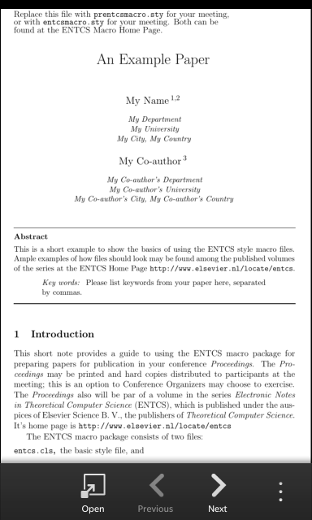 Replace this file with prentcsmacro.sty for your meeting,
or with entcsmacro.sty for your meeting. Both can be
found at the ENTCS Macro Home Page.
An Example Paper
My Name 1,2
My Department
My University
My City, My Country
My Co-author 3
My Co-author's Department
My Co-author's University
My Co-author's City, My Co-author's Country
Abstract
This is a short example to show the basics of using the ENTCS style macro files.
Ample examples of how files should look may be found among the published volumes
of the series at the ENTCS Home Page http://www.elsevier.nl/locate/entcs.
Key words: Please list keywords from your paper here, separated
by commas.
1 Introduction
This short note provides a guide to using the ENTCS macro package for
preparing papers for publication in your conference Proceedings. The Pro-
ceedings may be printed and hard copies distributed to participants at the
meeting; this is an option to Conference Organizers may choose to exercise.
The Proceedings also will be par of a volume in the series Electronic Notes
in Theoretical Computer Science (ENTCS), which is published under the aus-
pices of Elsevier Science B. V., the publishers of Theoretical Computer Science.
It's home page is http://www.elsevier.nl/locate/entcs
The ENTCS macro package consists of two files:
entcs.cls, the basic style file, and
Open Previous Next